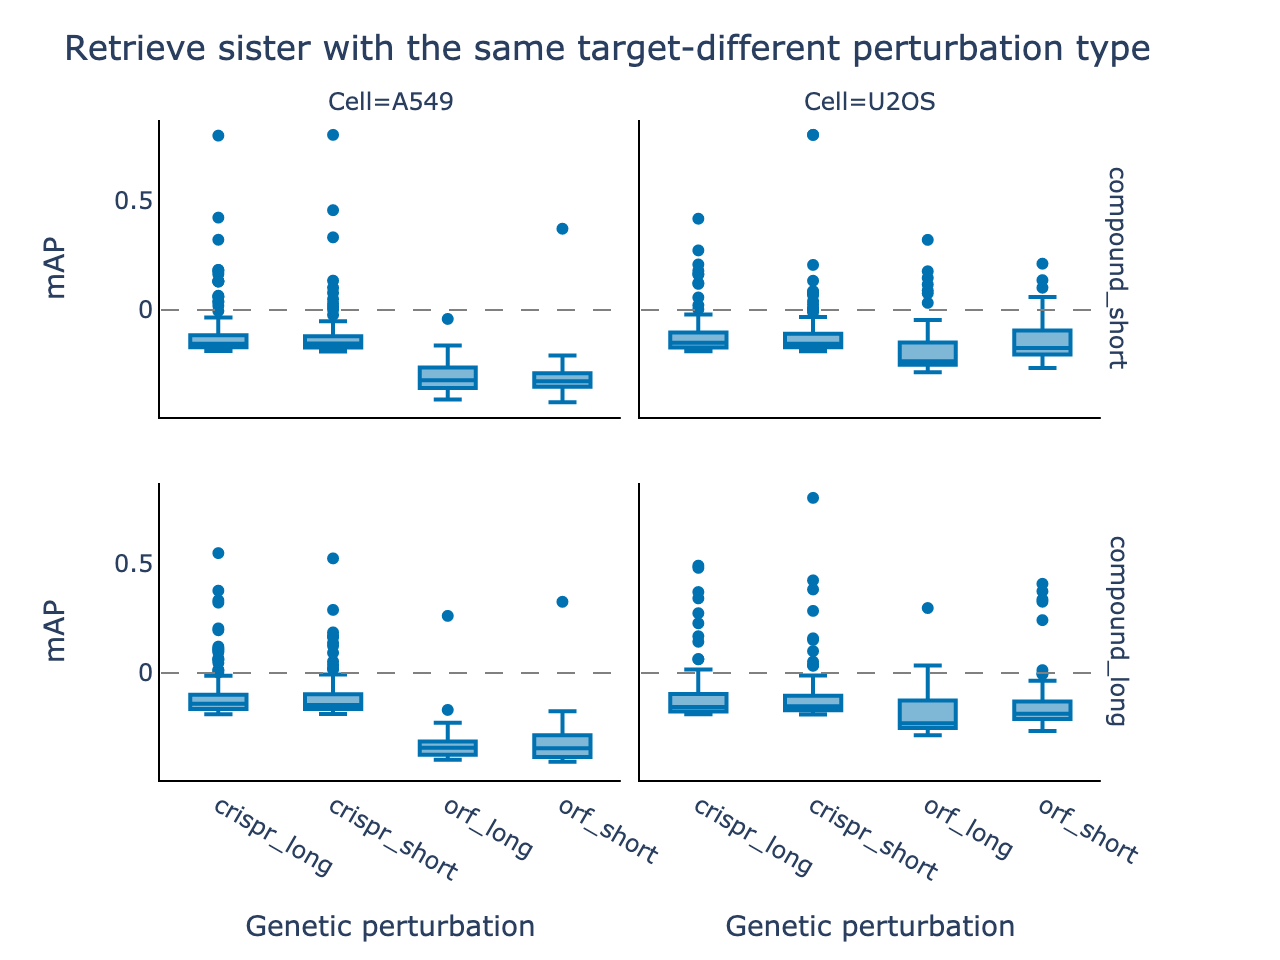 Retrieve sister with the same target-different perturbation type
Cell=A549
Cell=U2OS
mAP
0.5
0
compound_short
mAP
0.5
0
compound_long
crispr_long
crispr_short
orf_long
orf_short
crispr_long
crispr_short
orf_long
orf_short
Genetic perturbation
Genetic perturbation